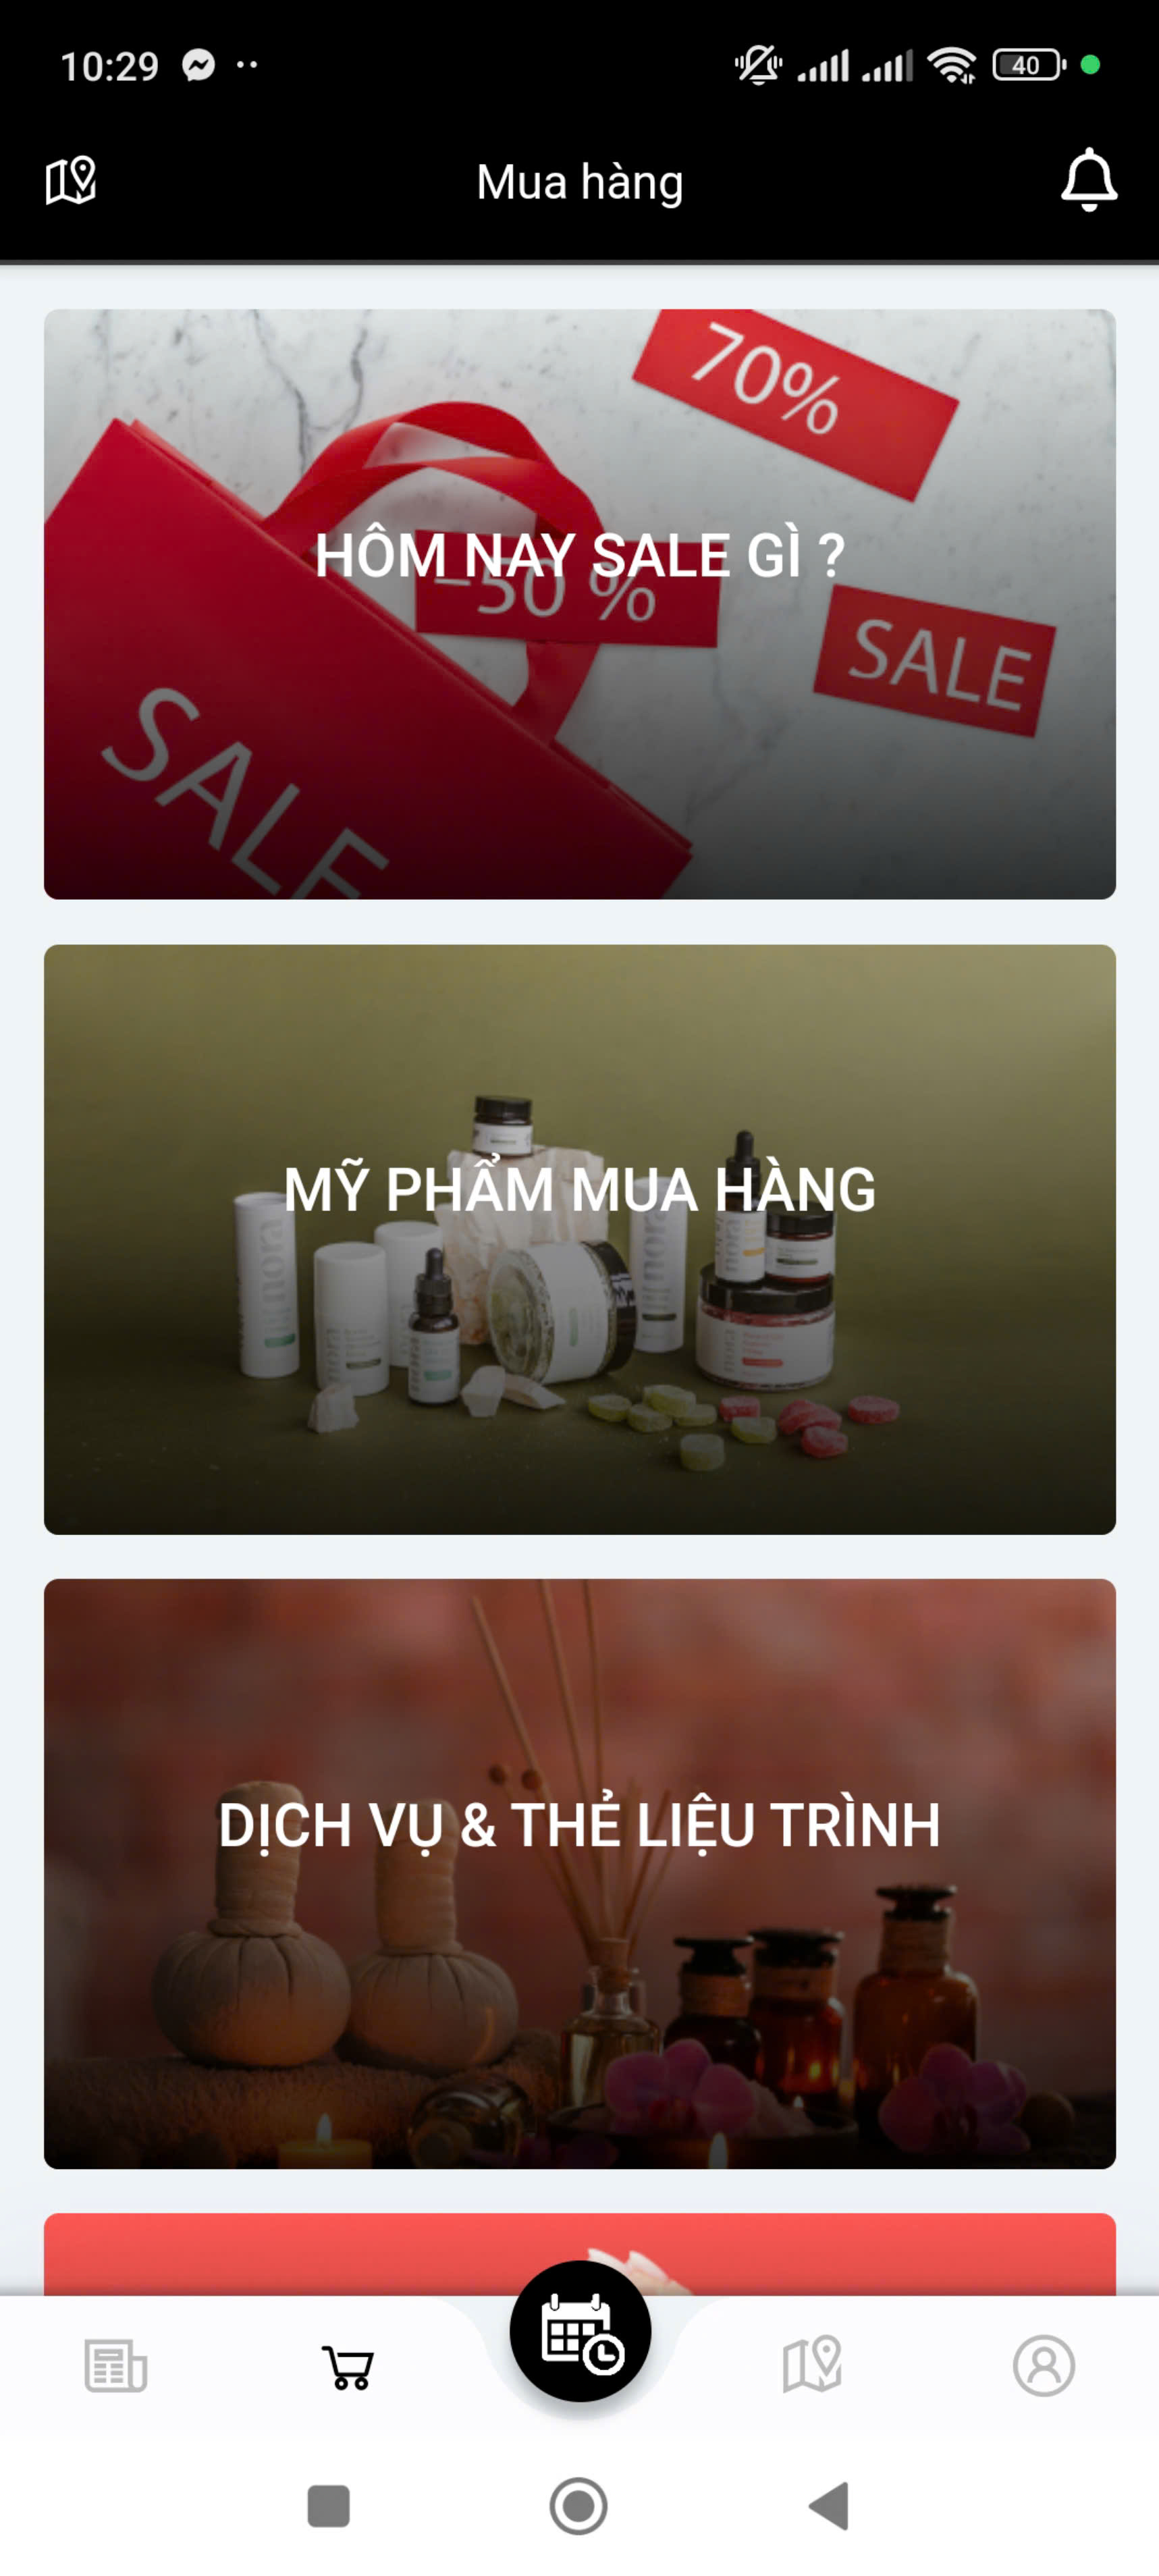 10:29
40
Mua hàng
70%
HÔM NAY SALE GÌ ?
-50 %
SALE
SALE
MỸ PHẨM MUA HÀNG
DỊCH VỤ & THẺ LIỆU TRÌNH